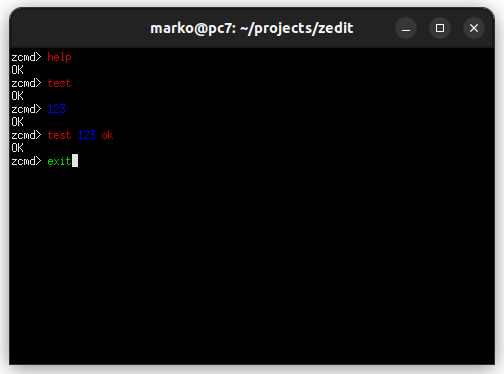 marko@pc7: ~/projects/zedit
zcmd> help
OK
zcmd> test
OK
zcmd> 123
OK
zcmd> test 123 ok
OK
zcmd> exit